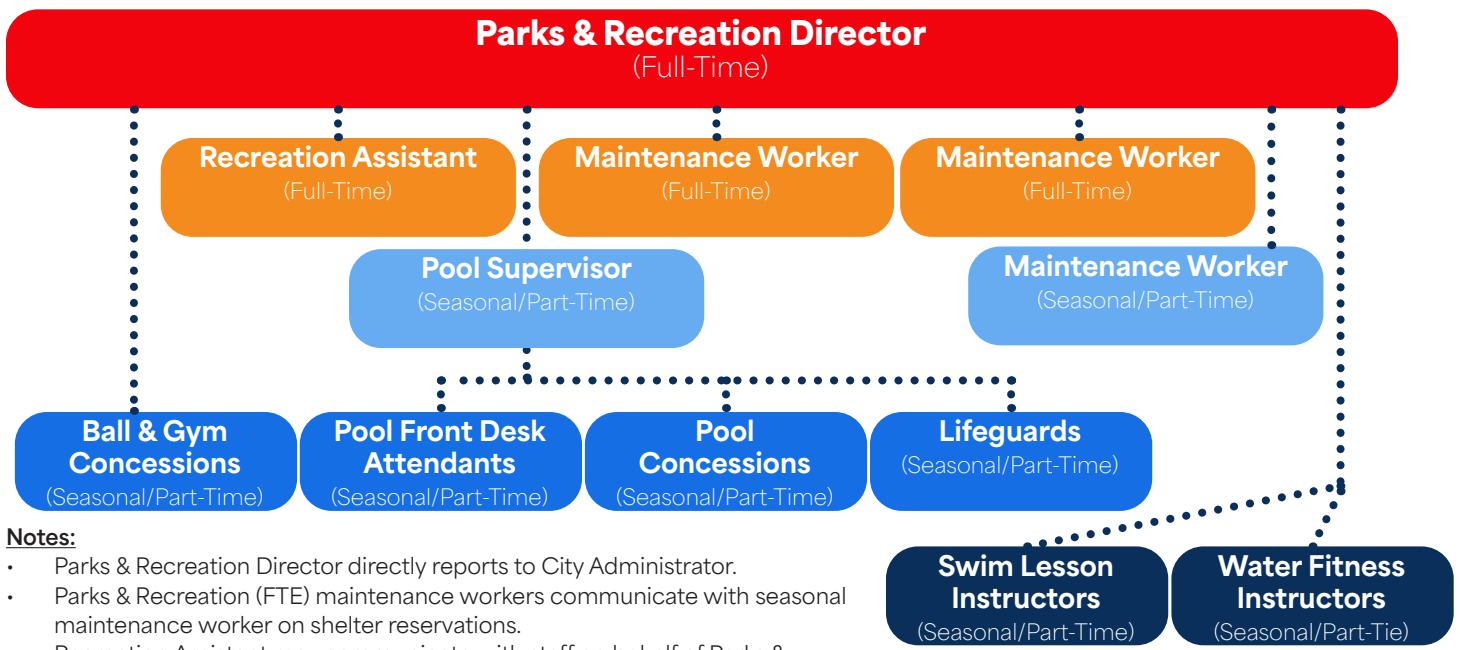 Parks & Recreation Director
(Full-Time)
Recreation Assistant
(Full-Time)
Maintenance Worker
(Full-Time)
Maintenance Worker
(Full-Time)
Pool Supervisor
(Seasonal/Part-Time)
Maintenance Worker
(Seasonal/Part-Time)
Ball & Gym
Concessions
(Seasonal/Part-Time)
Pool Front Desk
Attendants
(Seasonal/Part-Time)
Pool
Concessions
(Seasonal/Part-Time)
Lifeguards
(Seasonal/Part-Time)
Swim Lesson
Instructors
(Seasonal/Part-Time)
Water Fitness
Instructors
(Seasonal/Part-Tie)
Notes:
• Parks & Recreation Director directly reports to City Administrator.
• Parks & Recreation (FTE) maintenance workers communicate with seasonal
maintenance worker on shelter reservations.